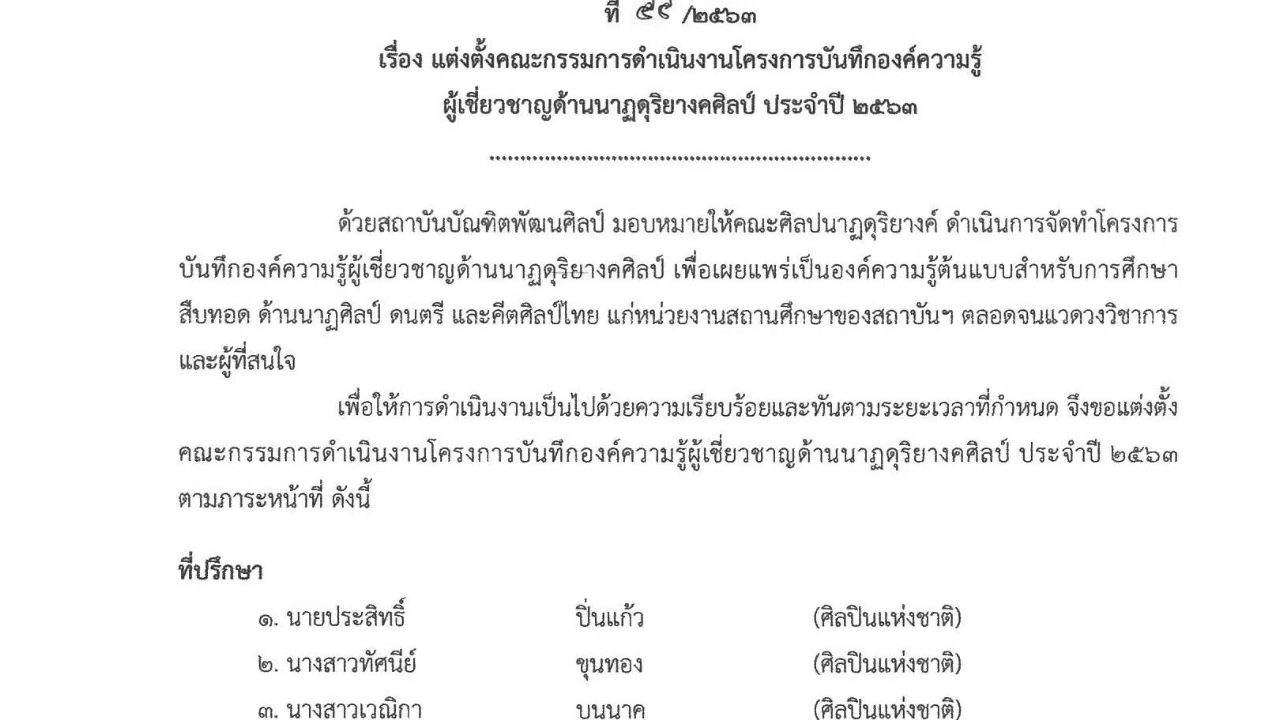 ที่ ๕๙ /๒๕๖๓
เรื่อง แต่งตั้งคณะกรรมการดำเนินงานโครงการบันทึกองค์ความรู้
ผู้เชี่ยวชาญด้านนาฏดุริยางคศิลป์ ประจำปี ๒๕๖๓
................................................................
ด้วยสถาบันบัณฑิตพัฒนศิลป์ มอบหมายให้คณะศิลปนาฏดุริยางค์ ดำเนินการจัดทำโครงการ
บันทึกองค์ความรู้ผู้เชี่ยวชาญด้านนาฏดุริยางคศิลป์ เพื่อเผยแพร่เป็นองค์ความรู้ต้นแบบสำหรับการศึกษา
สืบทอด ด้านนาฏศิลป์ ดนตรี และคีตศิลป์ไทย แก่หน่วยงานสถานศึกษาของสถาบันฯ ตลอดจนแวดวงวิชาการ
และผู้ที่สนใจ
เพื่อให้การดำเนินงานเป็นไปด้วยความเรียบร้อยและทันตามระยะเวลาที่กำหนด จึงขอแต่งตั้ง
คณะกรรมการดำเนินงานโครงการบันทึกองค์ความรู้ผู้เชี่ยวชาญด้านนาฏดุริยางคศิลป์ ประจำปี ๒๕๖๓
ตามภาระหน้าที่ ดังนี้
ที่ปรึกษา
๑. นายประสิทธิ์ ปิ่นแก้ว (ศิลปินแห่งชาติ)
๒. นางสาวทัศนีย์ ขุนทอง (ศิลปินแห่งชาติ)
๓. นางสาวเวณิกา บุนนาค (ศิลปินแห่งชาติ)